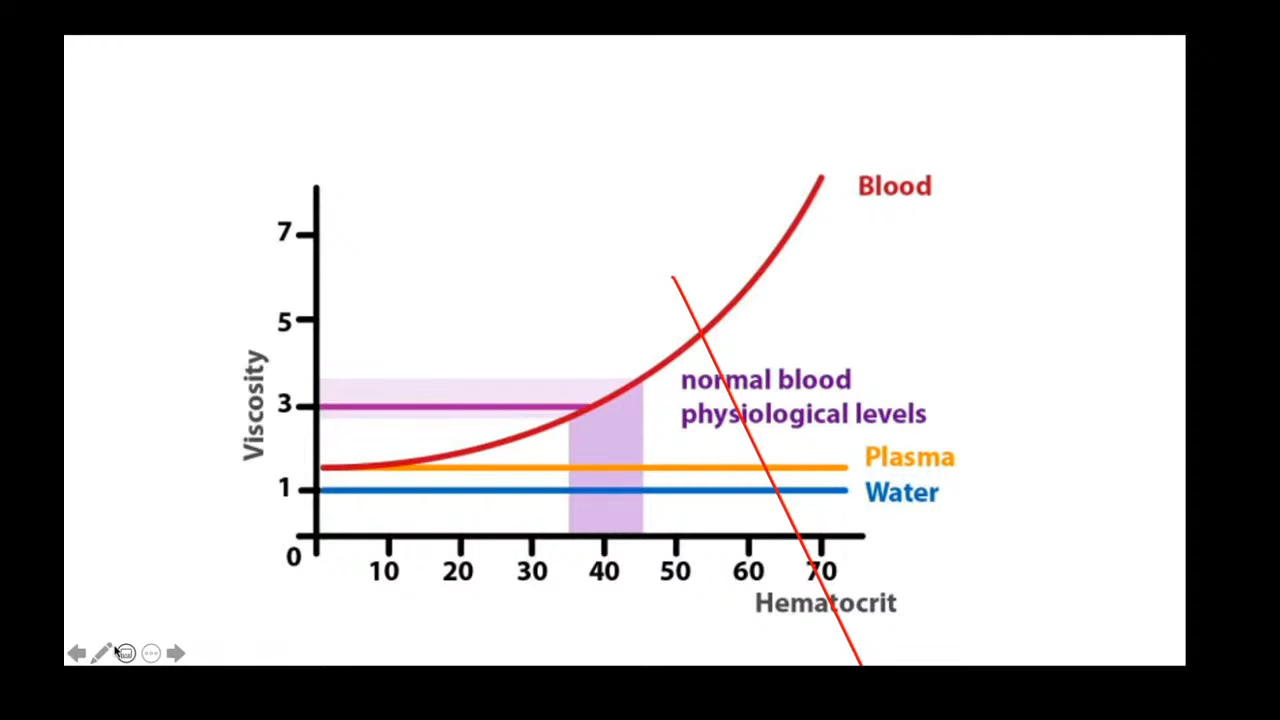 Blood
7
5
normal blood
3
physiological levels
Viscosity
Plasma
1
Water
0
10 20 30 40 50 60 70
Hematocrit